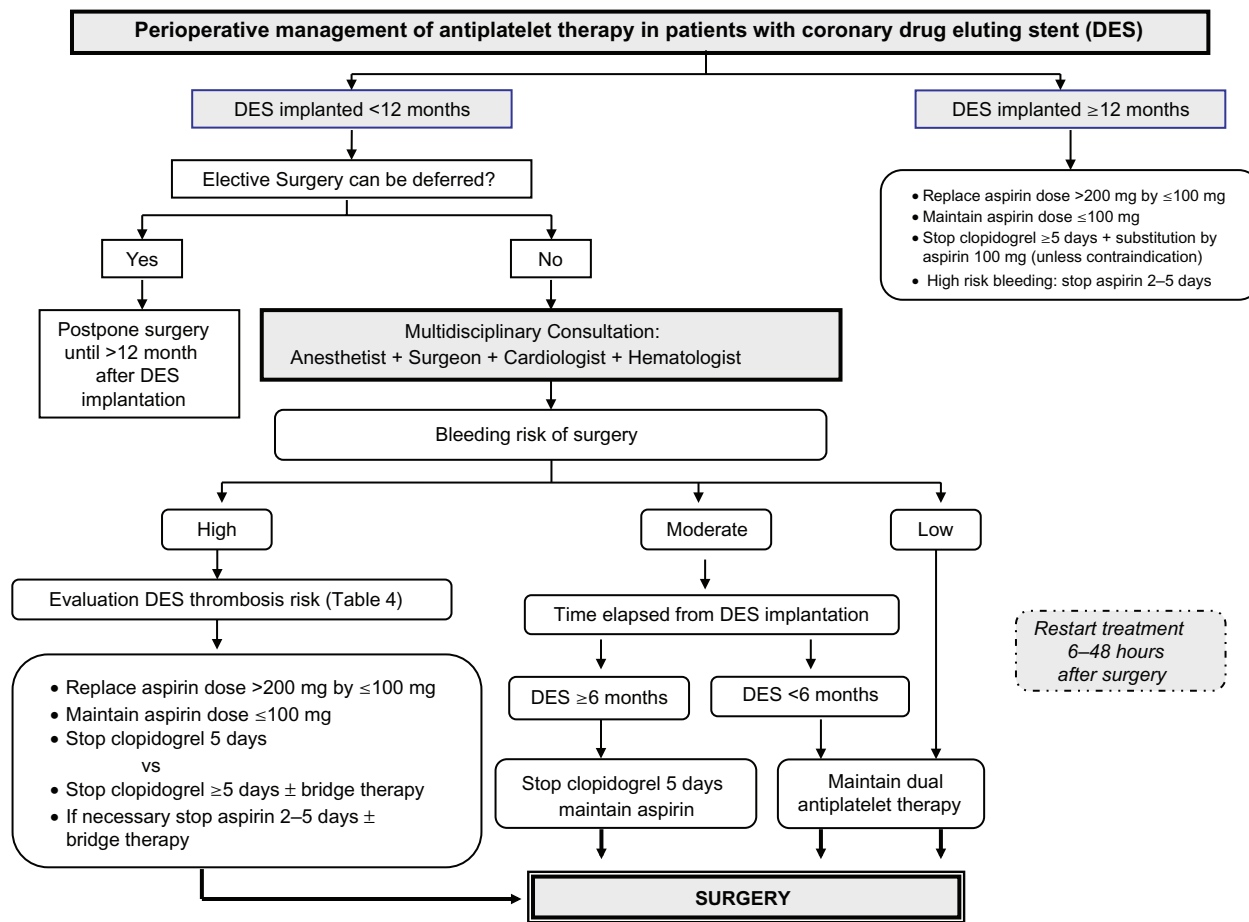 Perioperative management of antiplatelet therapy in patients with coronary drug eluting stent (DES)
DES implanted <12 months
DES implanted ≥12 months
Elective Surgery can be deferred?
• Replace aspirin dose >200 mg by ≤100 mg
• Maintain aspirin dose ≤100 mg
• Stop clopidogrel ≥5 days + substitution by
aspirin 100 mg (unless contraindication)
• High risk bleeding: stop aspirin 2–5 days
Yes
No
Postpone surgery
until >12 month
after DES
implantation
Multidisciplinary Consultation:
Anesthetist + Surgeon + Cardiologist + Hematologist
Bleeding risk of surgery
High
Moderate
Low
Evaluation DES thrombosis risk (Table 4)
Time elapsed from DES implantation
Restart treatment
6–48 hours
after surgery
• Replace aspirin dose >200 mg by ≤100 mg
• Maintain aspirin dose ≤100 mg
• Stop clopidogrel 5 days
vs
• Stop clopidogrel ≥5 days ± bridge therapy
• If necessary stop aspirin 2–5 days ±
bridge therapy
DES ≥6 months
DES <6 months
Stop clopidogrel 5 days
maintain aspirin
Maintain dual
antiplatelet therapy
SURGERY